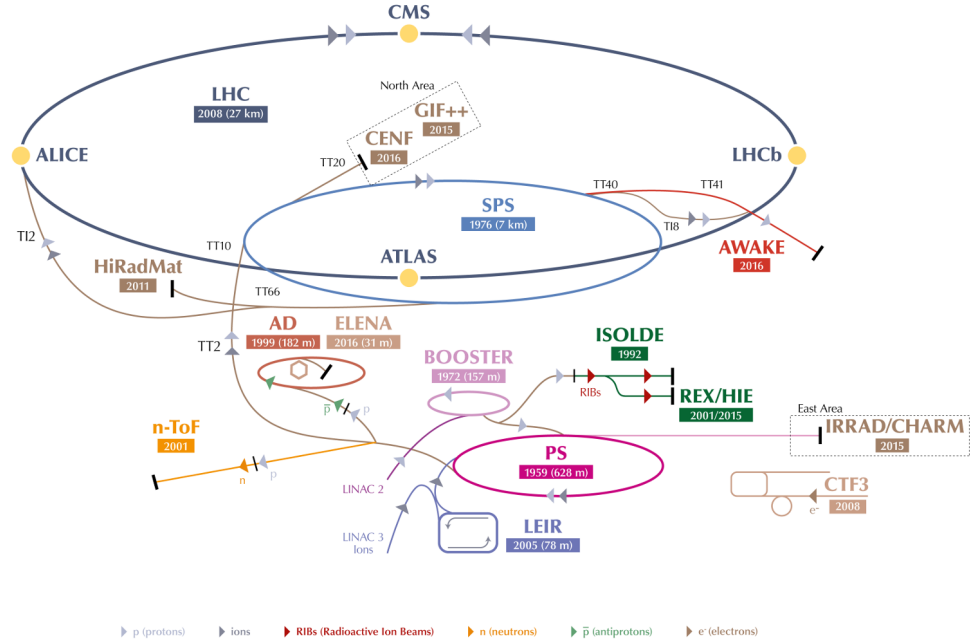 CMS
North Area
LHC
2008 (27 km)
GIF++
2015
CENF
2016
ALICE
LHCb
TT20
TT40
TT41
SPS
1976 (7 km)
TI2
TT10
TI8
ATLAS
AWAKE
2016
HiRadMat
2011
TT66
AD
1999 (182 m)
ELENA
2016 (31 m)
TT2
ISOLDE
1992
BOOSTER
1972 (157 m)
RIBs
REX/HIE
2001/2015
p̅
p
East Area
n-ToF
2001
IRRAD/CHARM
2015
PS
1959 (628 m)
n
p
LINAC 2
CTF3
2008
e-
LEIR
2005 (78 m)
LINAC 3
Ions
p (protons)
ions
RIBs (Radioactive Ion Beams)
n (neutrons)
p̅ (antiprotons)
e- (electrons)